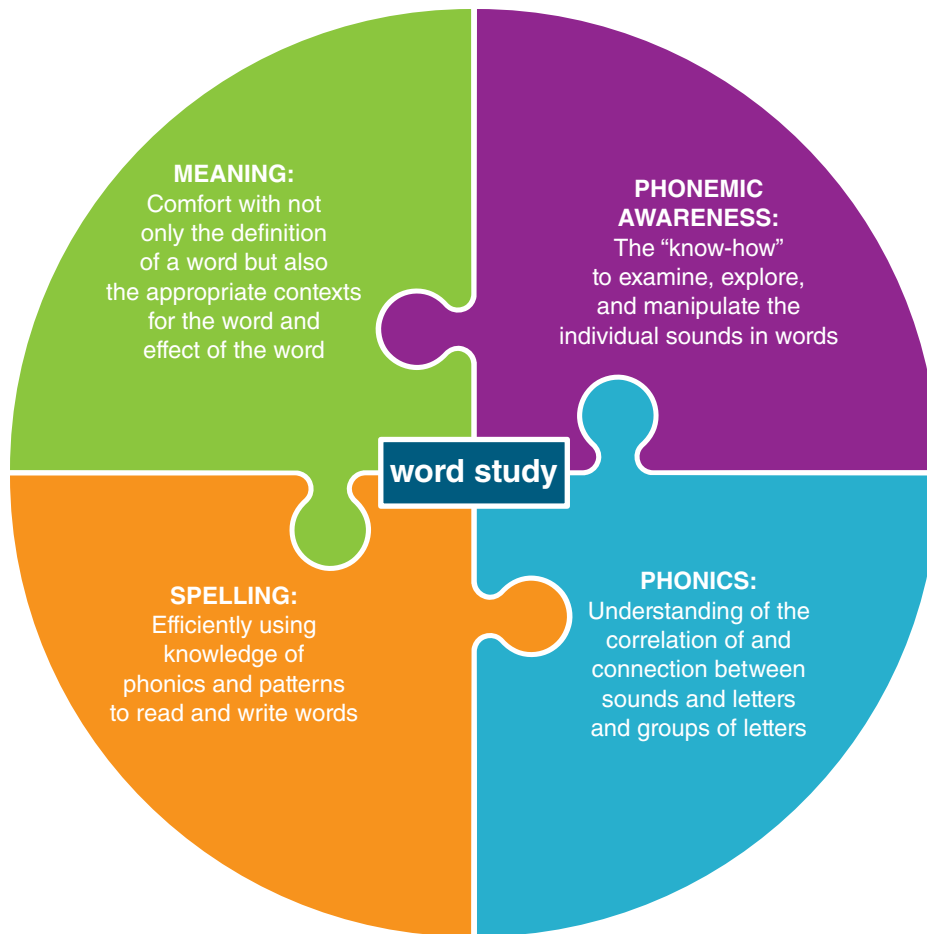 MEANING:
Comfort with not
only the definition
of a word but also
the appropriate contexts
for the word and
effect of the word
PHONEMIC
AWARENESS:
The “know-how”
to examine, explore,
and manipulate the
individual sounds in words
word study
SPELLING:
Efficiently using
knowledge of
phonics and patterns
to read and write words
PHONICS:
Understanding of the
correlation of and
connection between
sounds and letters
and groups of letters